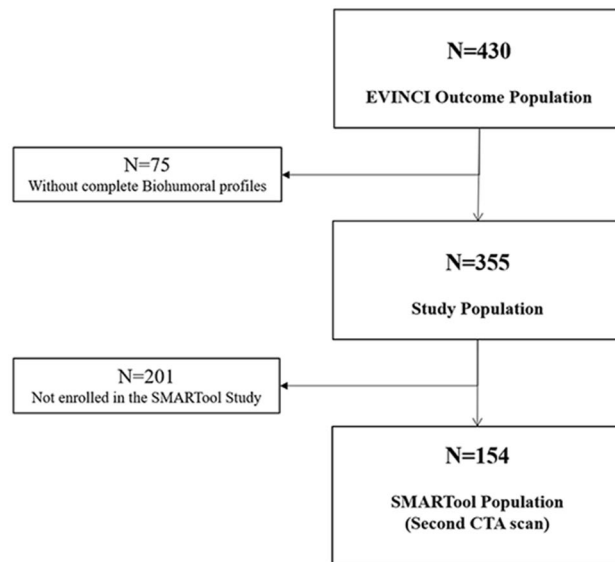 N=430
EVINCI Outcome Population
N=75
Without complete Biohumoral profiles
N=355
Study Population
N=201
Not enrolled in the SMARTool Study
N=154
SMARTool Population
(Second CTA scan)